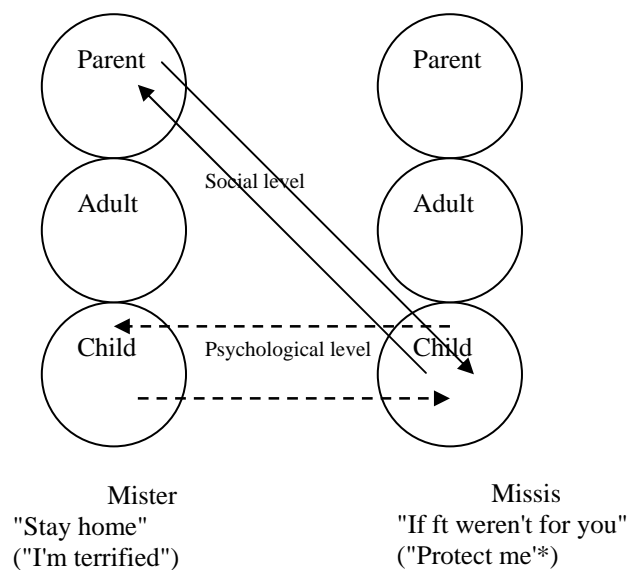 Parent Parent
Social level
Adult Adult
Child Psychological level Child
Mister Missis
"Stay home" "If ft weren't for you"
("I'm terrified") ("Protect me'*)